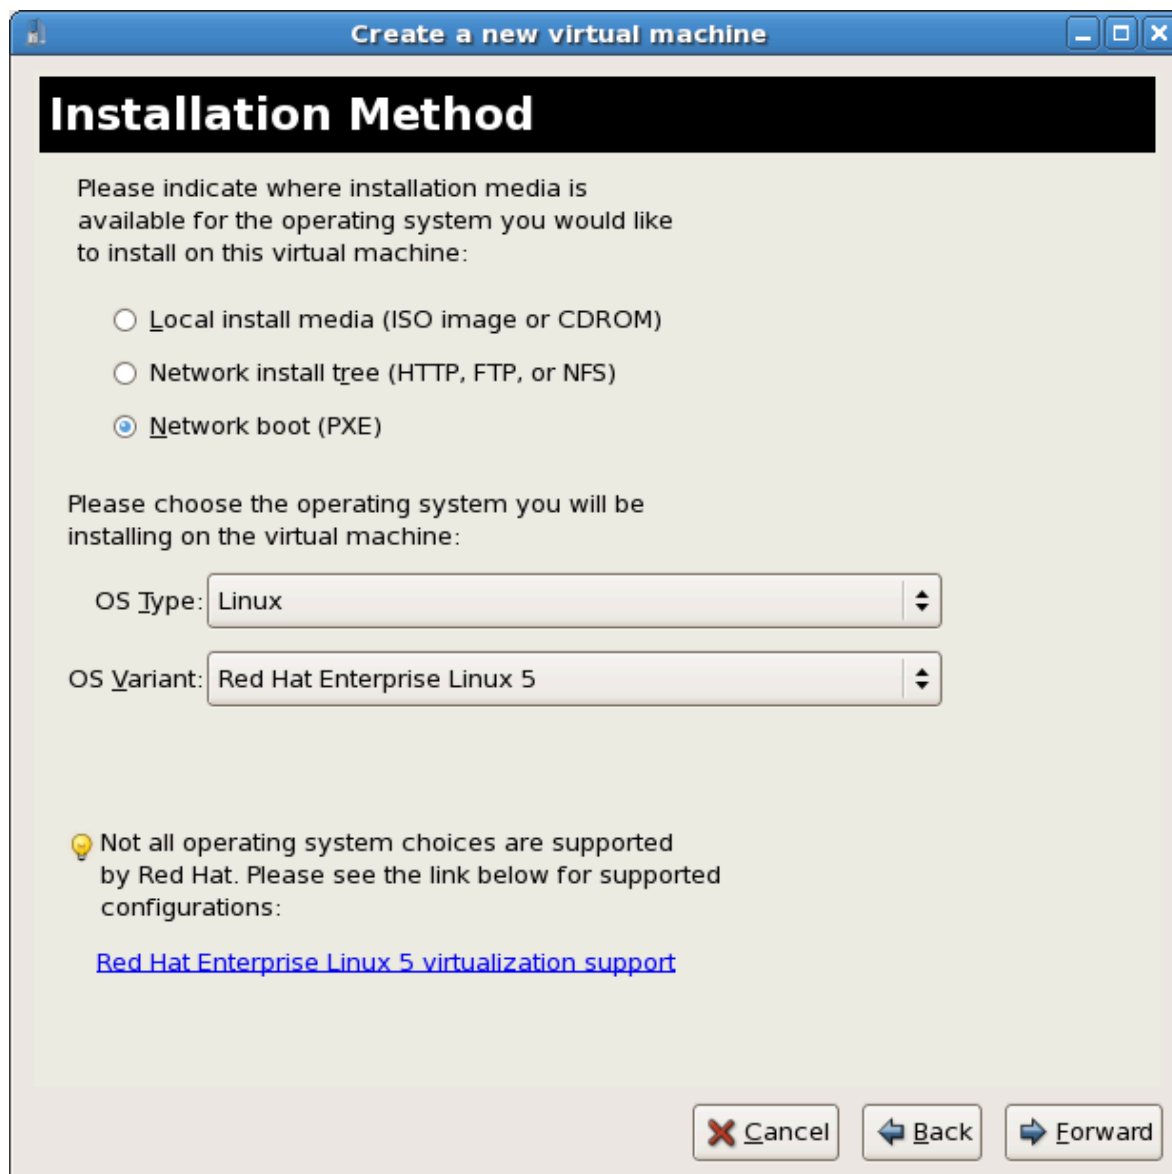 Create a new virtual machine
Installation Method
Please indicate where installation media is
available for the operating system you would like
to install on this virtual machine:
Local install media (ISO image or CDROM)
Network install tree (HTTP, FTP, or NFS)
Network boot (PXE)
Please choose the operating system you will be
installing on the virtual machine:
OS Type: Linux
OS Variant: Red Hat Enterprise Linux 5
Not all operating system choices are supported
by Red Hat. Please see the link below for supported
configurations:
Red Hat Enterprise Linux 5 virtualization support
Cancel Back Forward